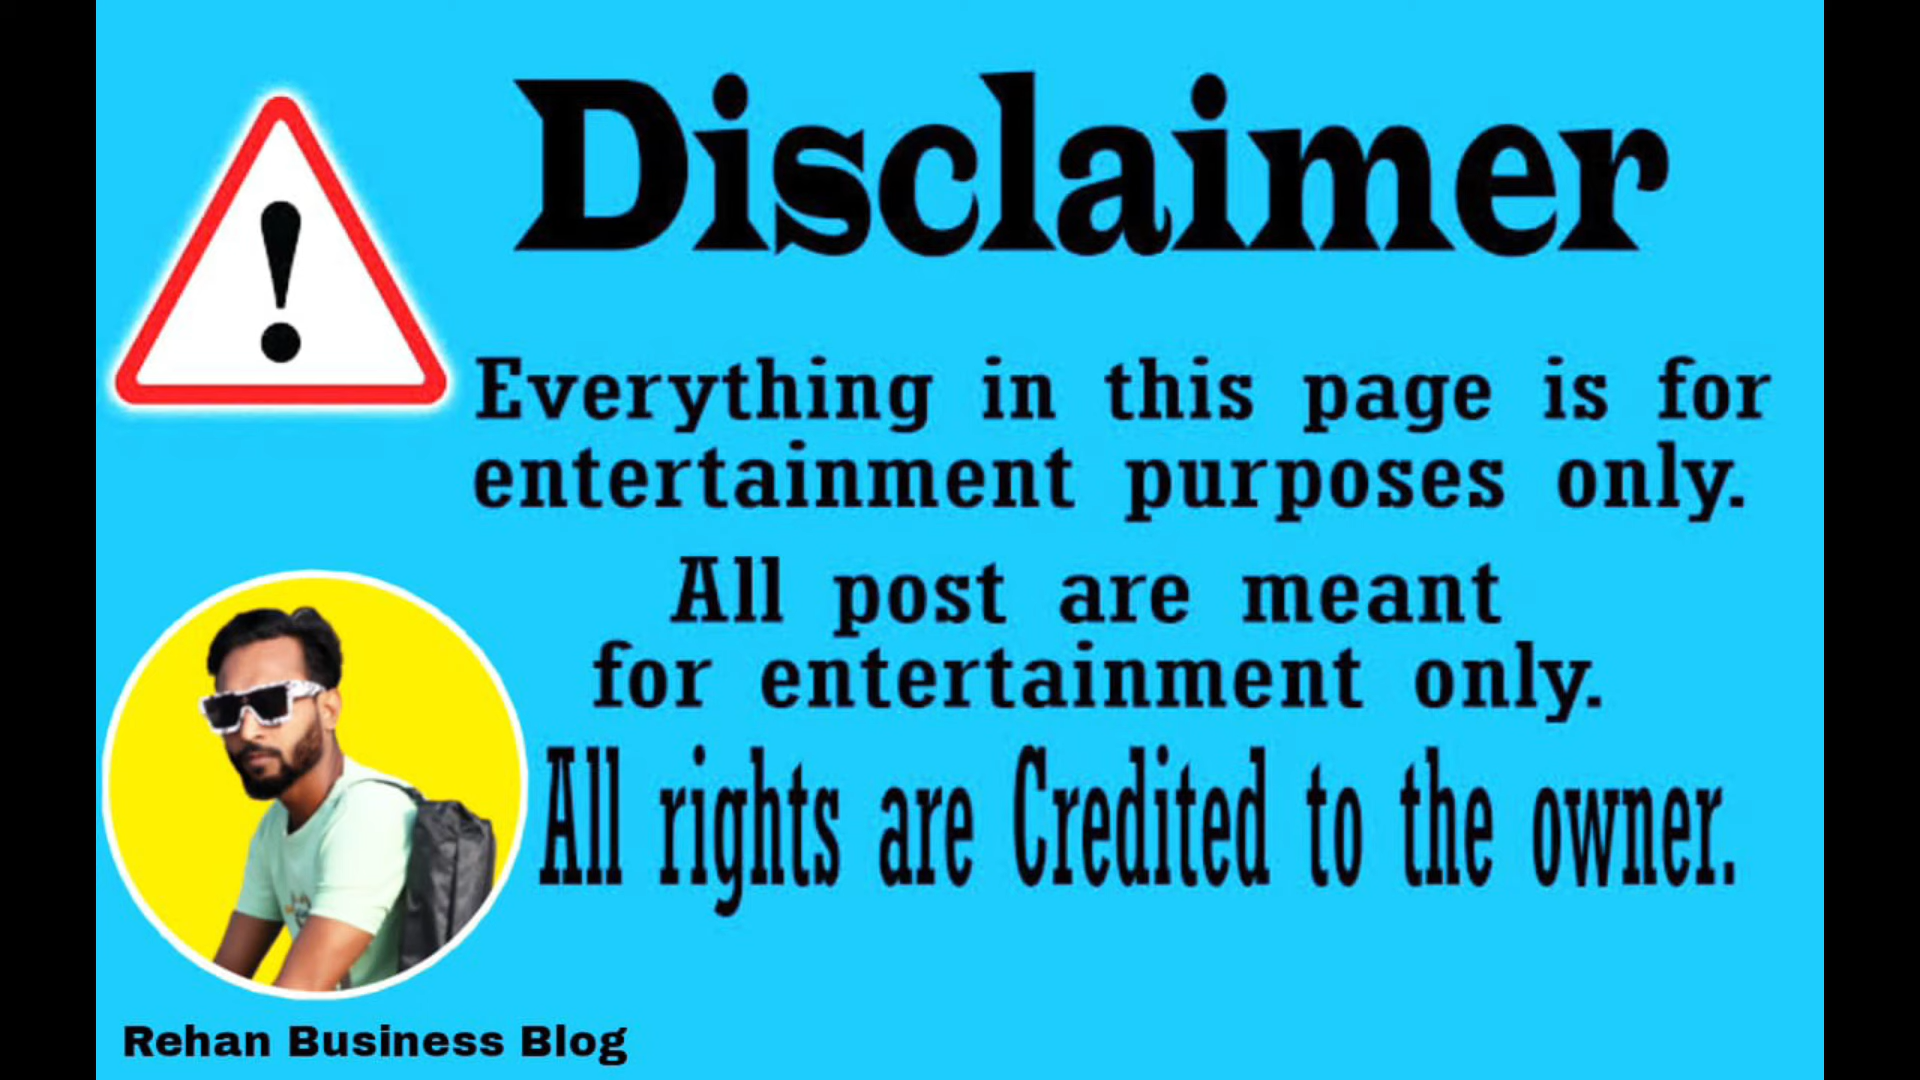 Disclaimer
Everything in this page is for
entertainment purposes only.
All post are meant
for entertainment only.
All rights are Credited to the owner.
Rehan Business Blog